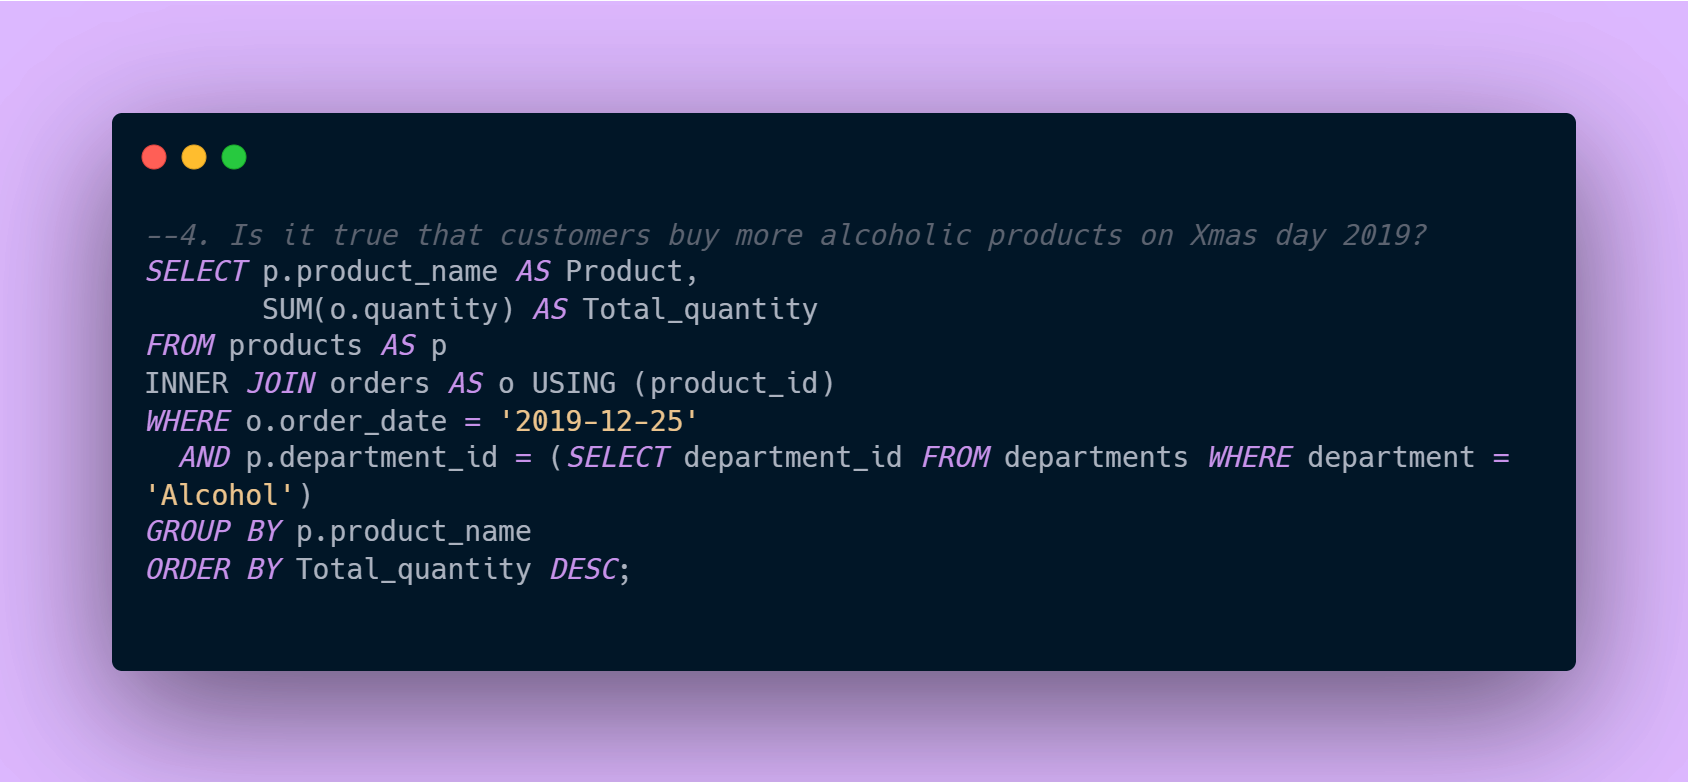 --4. Is it true that customers buy more alcoholic products on Xmas day 2019?
SELECT p.product_name AS Product,
       SUM(o.quantity) AS Total_quantity
FROM products AS p
INNER JOIN orders AS o USING (product_id)
WHERE o.order_date = '2019-12-25'
  AND p.department_id = (SELECT department_id FROM departments WHERE department =
'Alcohol')
GROUP BY p.product_name
ORDER BY Total_quantity DESC;